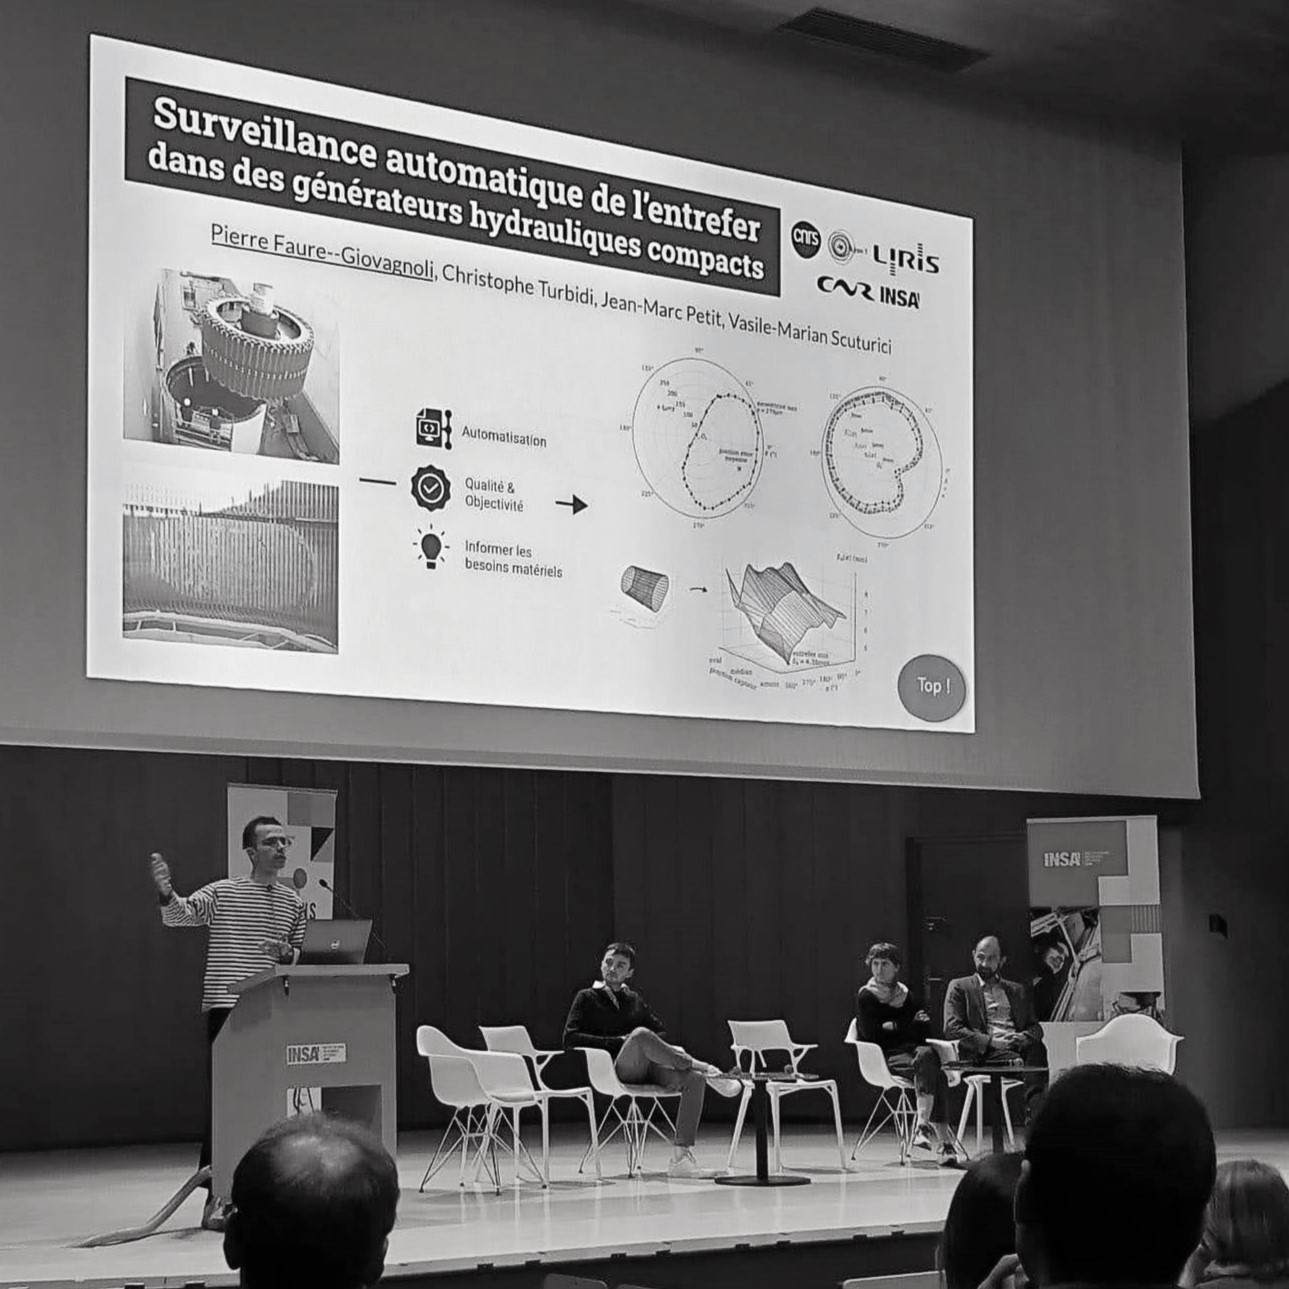 Surveillance automatique de l'entrefer
dans des générateurs hydrauliques compacts
Pierre Faure--Giovagnoli, Christophe Turbidi, Jean-Marc Petit, Vasile-Marian Scuturici
cnrs
LIRIS
CNR INSA
Automatisation
Qualité &
Objectivité
Informer les
besoins matériels
Top !
INSA
INSA